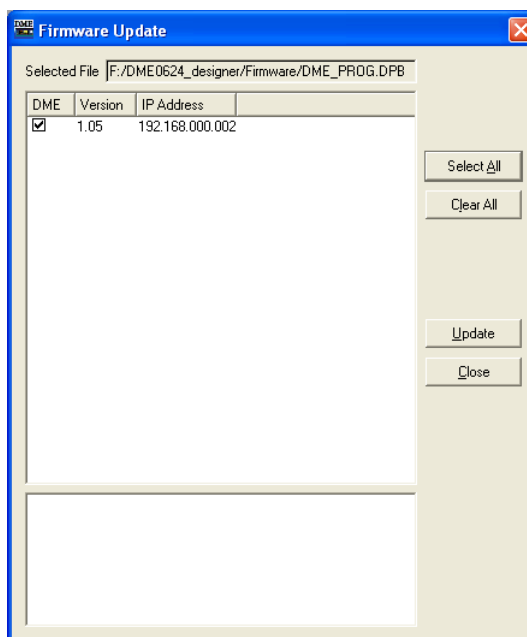 DME Firmware Update
Selected File F:/DME0624_designer/Firmware/DME_PROG.DPB
DME Version IP Address
1.05 192.168.000.002
Select All
Clear All
Update
Close